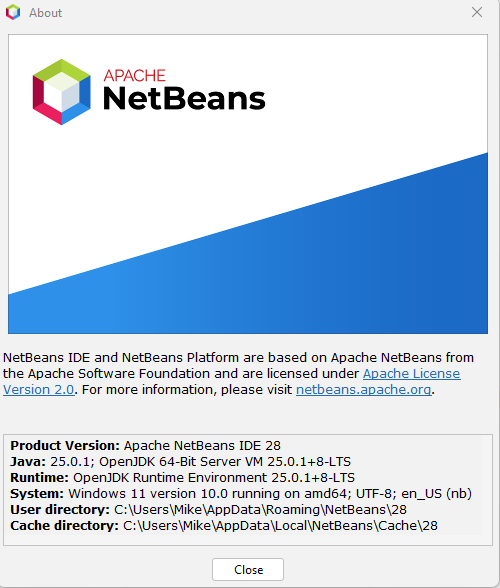 About
APACHE
NetBeans
NetBeans IDE and NetBeans Platform are based on Apache NetBeans from
the Apache Software Foundation and are licensed under Apache License
Version 2.0. For more information, please visit netbeans.apache.org.
Product Version: Apache NetBeans IDE 28
Java: 25.0.1; OpenJDK 64-Bit Server VM 25.0.1+8-LTS
Runtime: OpenJDK Runtime Environment 25.0.1+8-LTS
System: Windows 11 version 10.0 running on amd64; UTF-8; en_US (nb)
User directory: C:\Users\Mike\AppData\Roaming\NetBeans\28
Cache directory: C:\Users\Mike\AppData\Local\NetBeans\Cache\28
Close